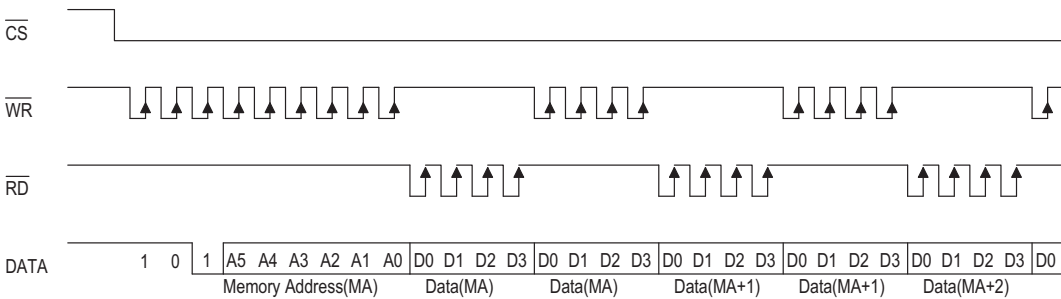 CS
WR
RD
DATA 1 0 1 A5 A4 A3 A2 A1 A0 D0 D1 D2 D3 D0 D1 D2 D3 D0 D1 D2 D3 D0 D1 D2 D3 D0 D1 D2 D3 D0
Memory Address(MA) Data(MA) Data(MA) Data(MA+1) Data(MA+1) Data(MA+2)